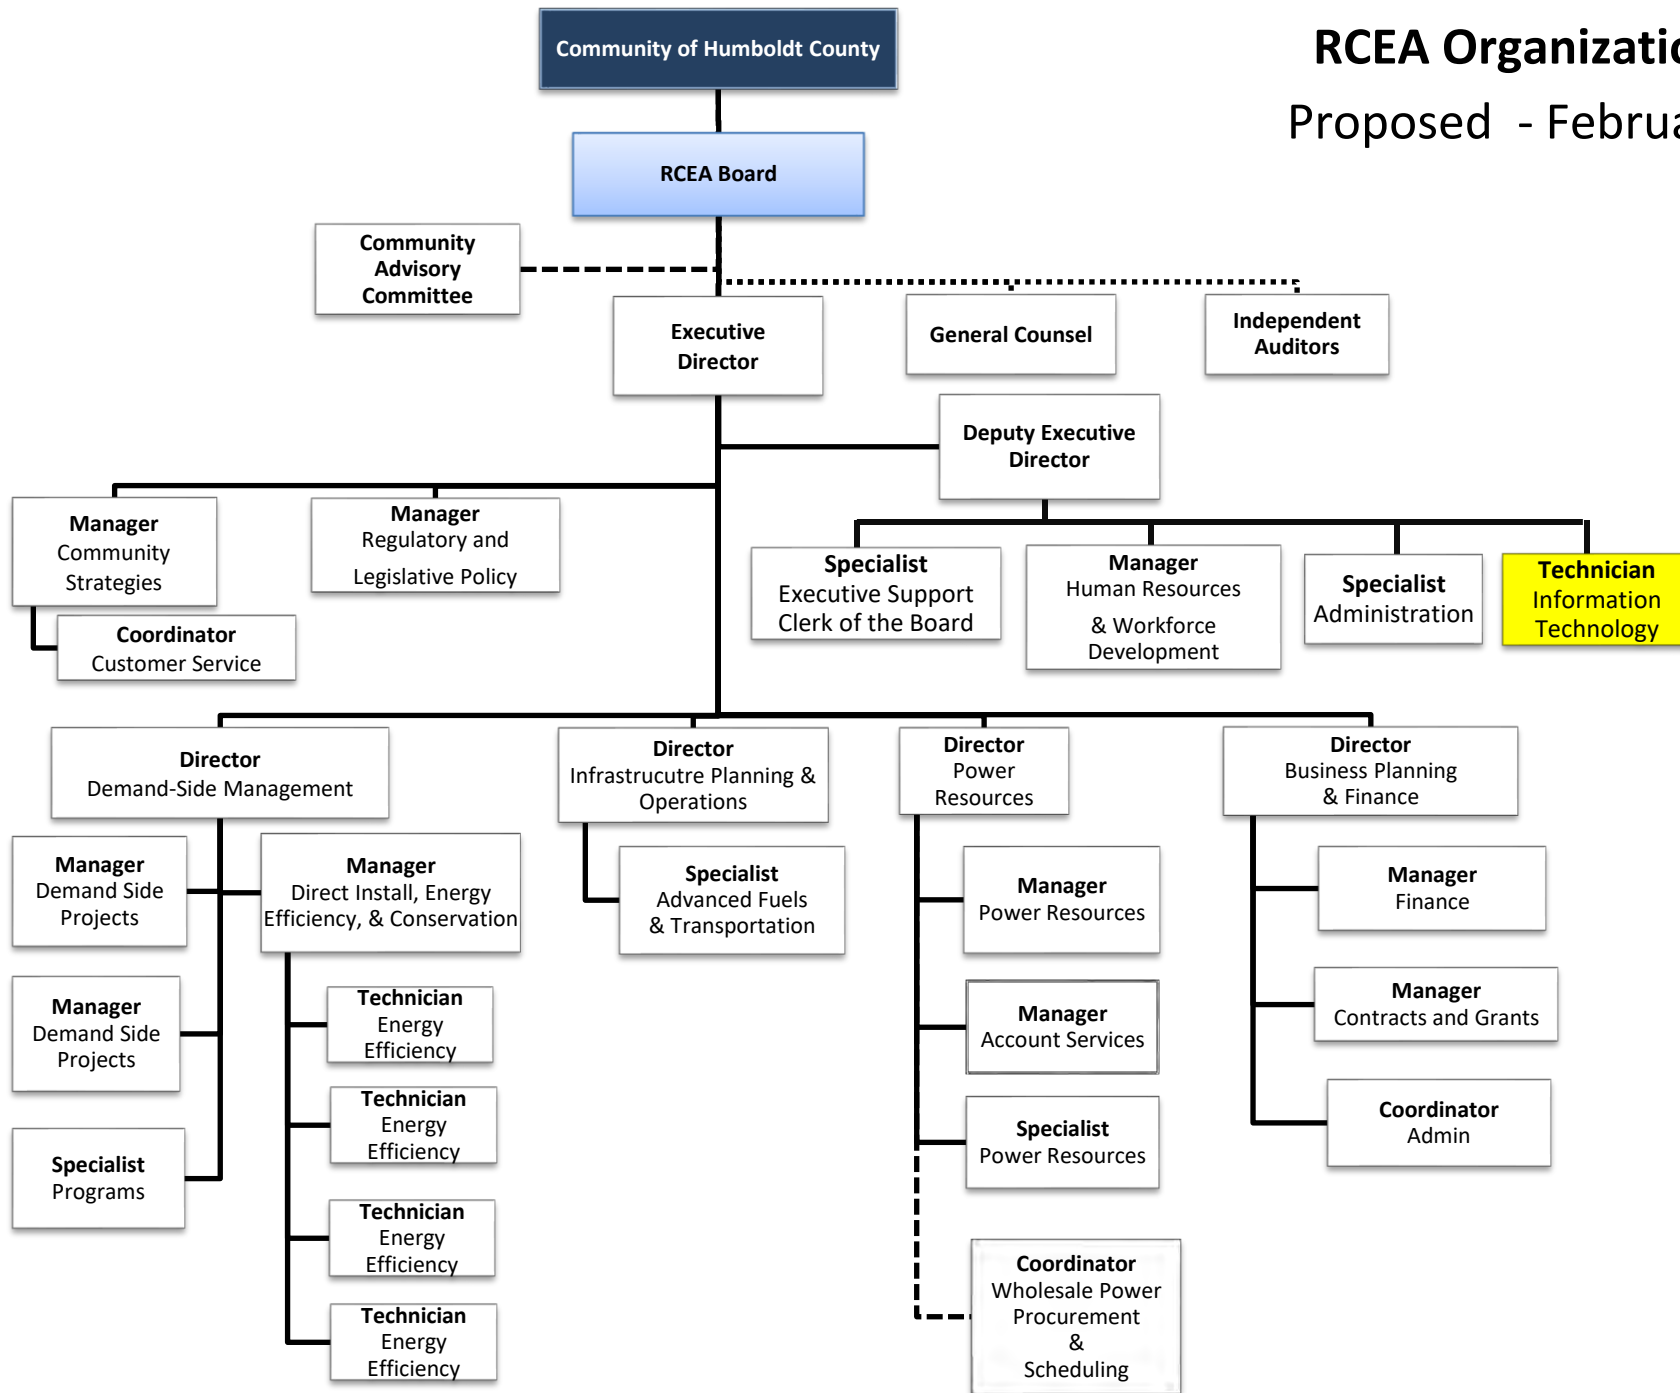 Community of Humboldt County
RCEA Organizatio
Proposed - Februa
RCEA Board
Community
Advisory
Committee
Executive
Director
General Counsel
Independent
Auditors
Deputy Executive
Director
Manager
Community
Strategies
Manager
Regulatory and
Legislative Policy
Coordinator
Customer Service
Specialist
Executive Support
Clerk of the Board
Manager
Human Resources
& Workforce
Development
Specialist
Administration
Technician
Information
Technology
Director
Demand-Side Management
Director
Infrastrucutre Planning &
Operations
Director
Power
Resources
Director
Business Planning
& Finance
Manager
Demand Side
Projects
Manager
Direct Install, Energy
Efficiency, & Conservation
Manager
Demand Side
Projects
Specialist
Programs
Technician
Energy
Efficiency
Technician
Energy
Efficiency
Technician
Energy
Efficiency
Technician
Energy
Efficiency
Specialist
Advanced Fuels
& Transportation
Manager
Power Resources
Manager
Account Services
Specialist
Power Resources
Coordinator
Wholesale Power
Procurement
&
Scheduling
Manager
Finance
Manager
Contracts and Grants
Coordinator
Admin